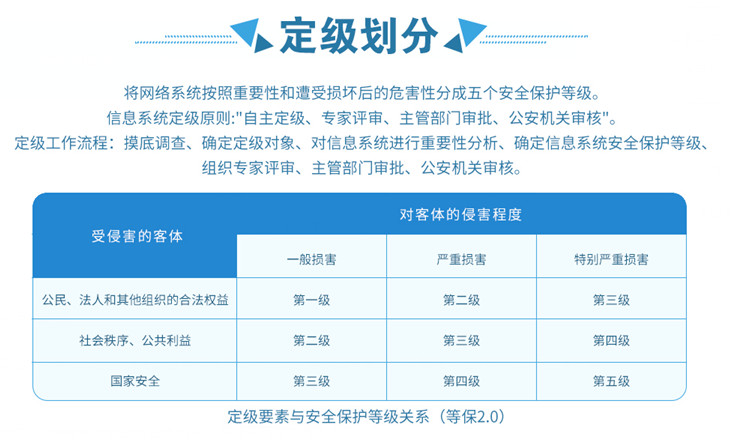 定级划分
将网络系统按照重要性和遭受损坏后的危害性分成五个安全保护等级。
信息系统定级原则:"自主定级、专家评审、主管部门审批、公安机关审核"。
定级工作流程：摸底调查、确定定级对象、对信息系统进行重要性分析、确定信息系统安全保护等级、
组织专家评审、主管部门审批、公安机关审核。
受侵害的客体
对客体的侵害程度
一般损害 严重损害 特别严重损害
公民、法人和其他组织的合法权益 第一级 第二级 第三级
社会秩序、公共利益 第二级 第三级 第四级
国家安全 第三级 第四级 第五级
定级要素与安全保护等级关系（等保2.0）